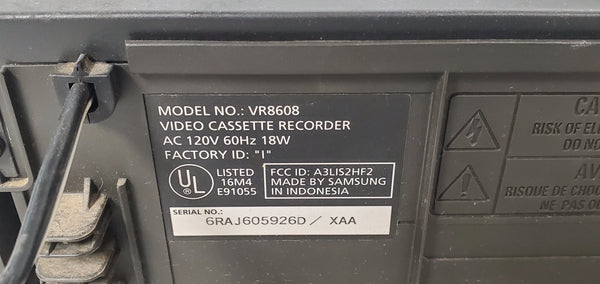 MODEL NO.: VR8608
VIDEO CASSETTE RECORDER
AC 120V 60Hz 18W
FACTORY ID: "I"
UL
LISTED
16M4
E91055
FCC ID: A3LIS2HF2
MADE BY SAMSUNG
IN INDONESIA
SERIAL NO.:
6RAJ605926D / XAA
CA
RISK OF EL
DO NO
AV
RISQUE DE CHOC
NE PAS O